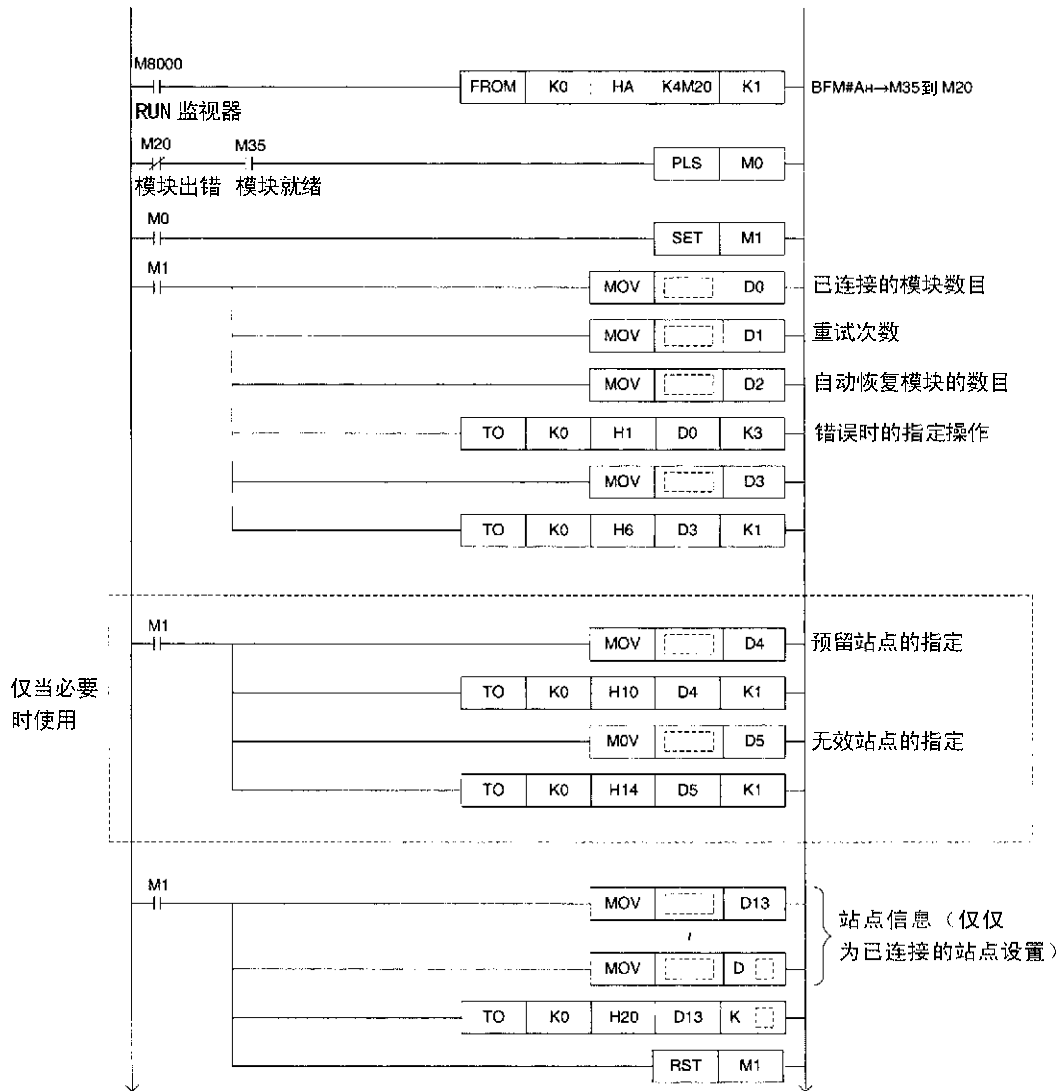 M8000
FROM K0 HA K4M20 K1 BFM#AH→M35到 M20
RUN 监视器
M20 M35
PLS M0
模块出错 模块就绪
M0
SET M1
M1
MOV D0 已连接的模块数目
MOV D1 重试次数
MOV D2 自动恢复模块的数目
TO K0 H1 D0 K3 错误时的指定操作
MOV D3
TO K0 H6 D3 K1
M1
MOV D4 预留站点的指定
仅当必要
时使用
TO K0 H10 D4 K1
M0V D5 无效站点的指定
TO K0 H14 D5 K1
M1
MOV D13
站点信息（仅仅
为已连接的站点设置）
MOV D
TO K0 H20 D13 K
RST M1